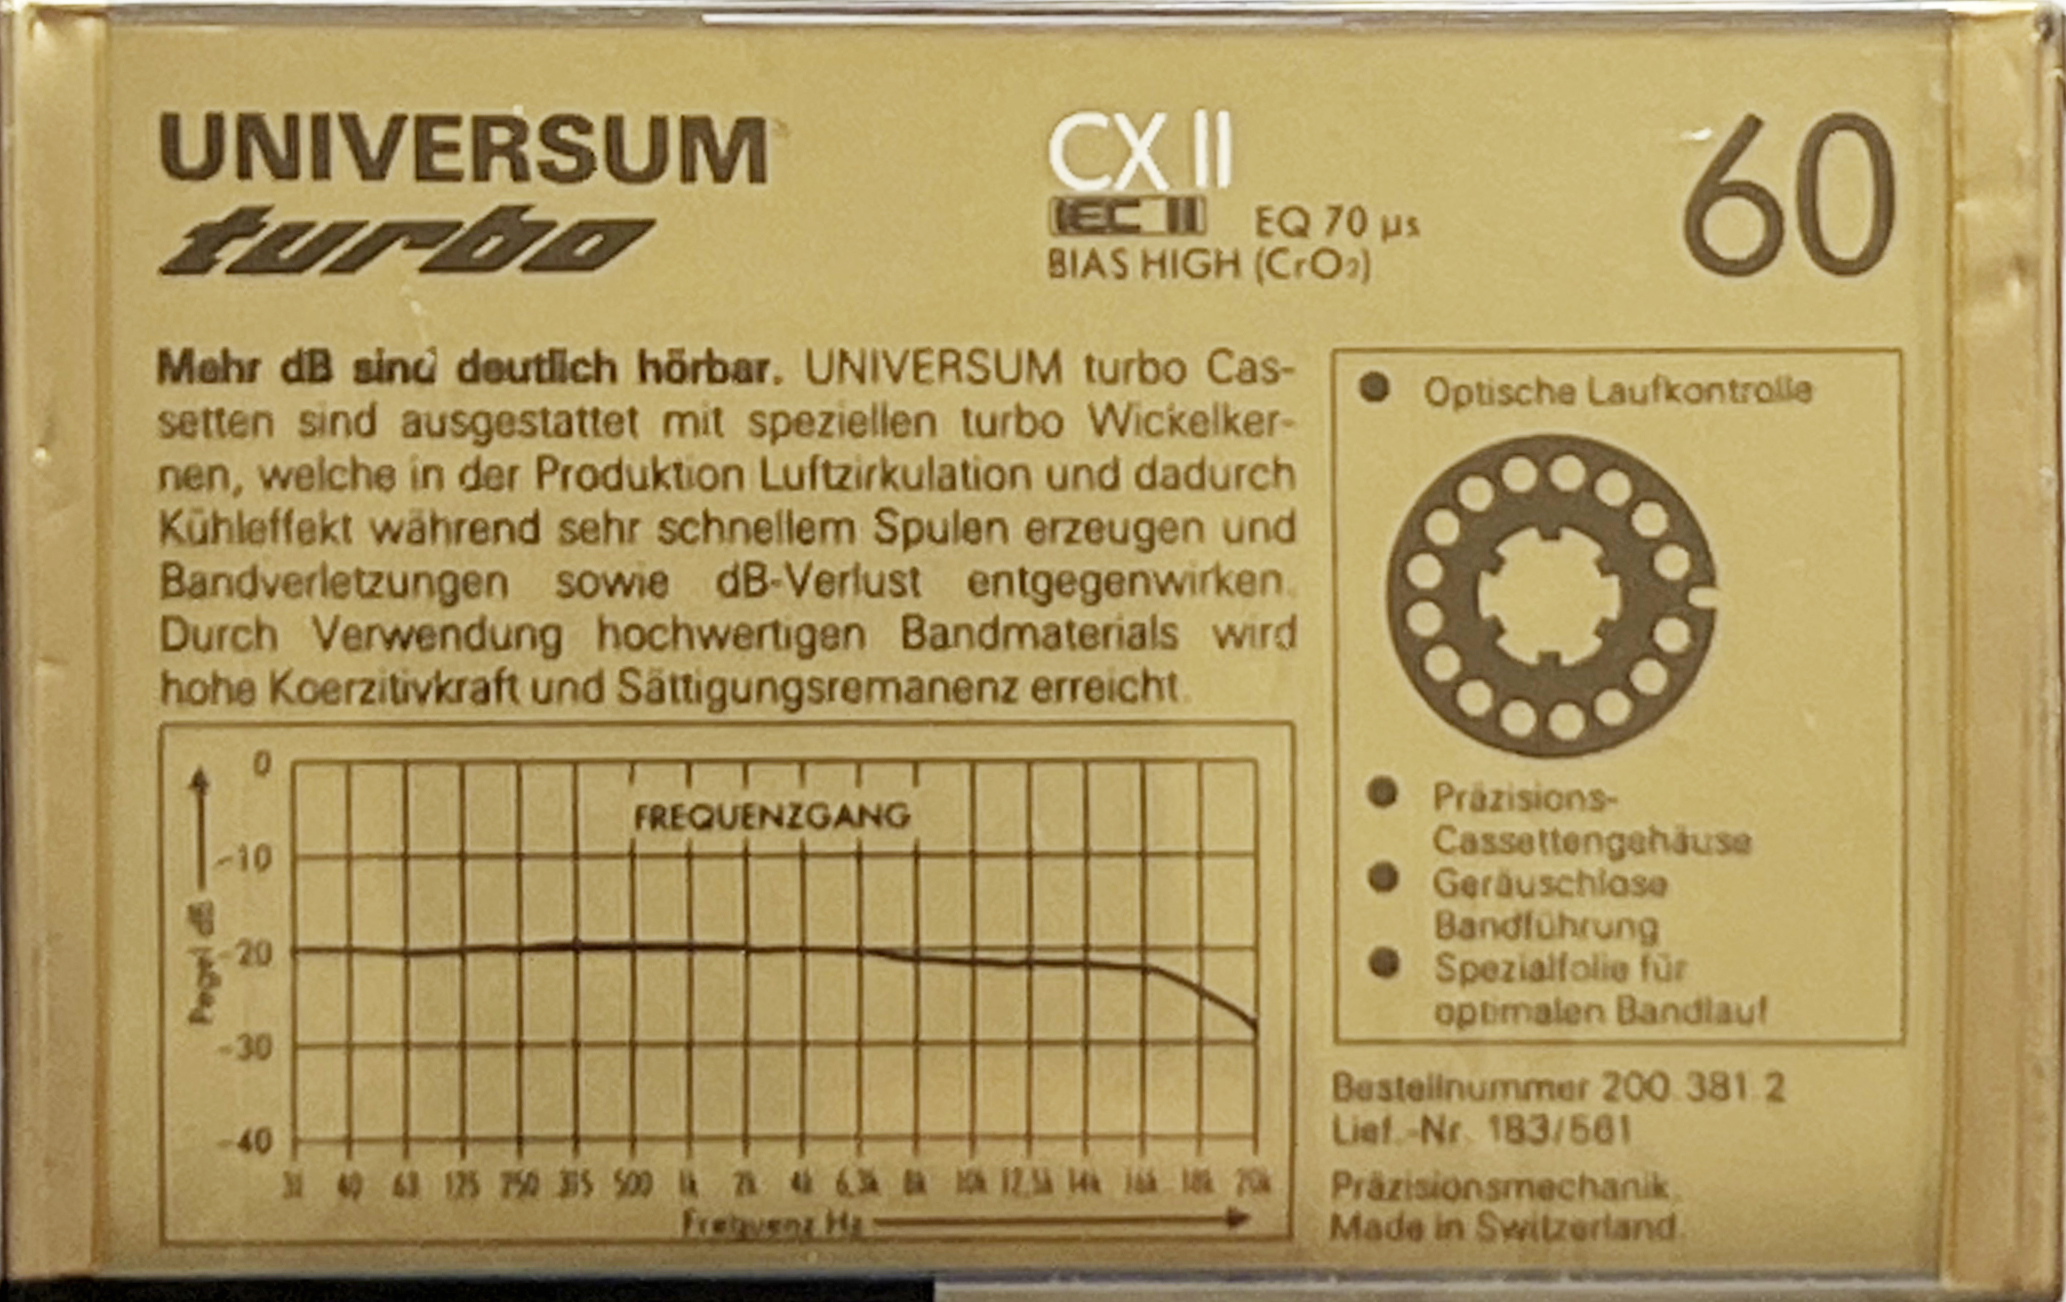 UNIVERSUM
turbo
CX II
IEC II EQ 70 µs
BIAS HIGH (CrO₂)
60
Mehr dB sind deutlich hörbar. UNIVERSUM turbo Cas-
setten sind ausgestattet mit speziellen turbo Wickelker-
nen, welche in der Produktion Luftzirkulation und dadurch
Kühleffekt während sehr schnellem Spulen erzeugen und
Bandverletzungen sowie dB-Verlust entgegenwirken.
Durch Verwendung hochwertigen Bandmaterials wird
hohe Koerzitivkraft und Sättigungsremanenz erreicht.
FREQUENZGANG
Pegel dB
0
-10
-20
-30
-40
31 40 63 125 250 375 500 1k 2k 4k 6,3k 8k 10k 12,5k 14k 16k 18k 20k
Frequenz Hz
Optische Laufkontrolle
Präzisions-
Cassettengehäuse
Geräuschlose
Bandführung
Spezialfolie für
optimalen Bandlauf
Bestellnummer 200.381.2
Lief.-Nr. 183/561
Präzisionsmechanik.
Made in Switzerland.